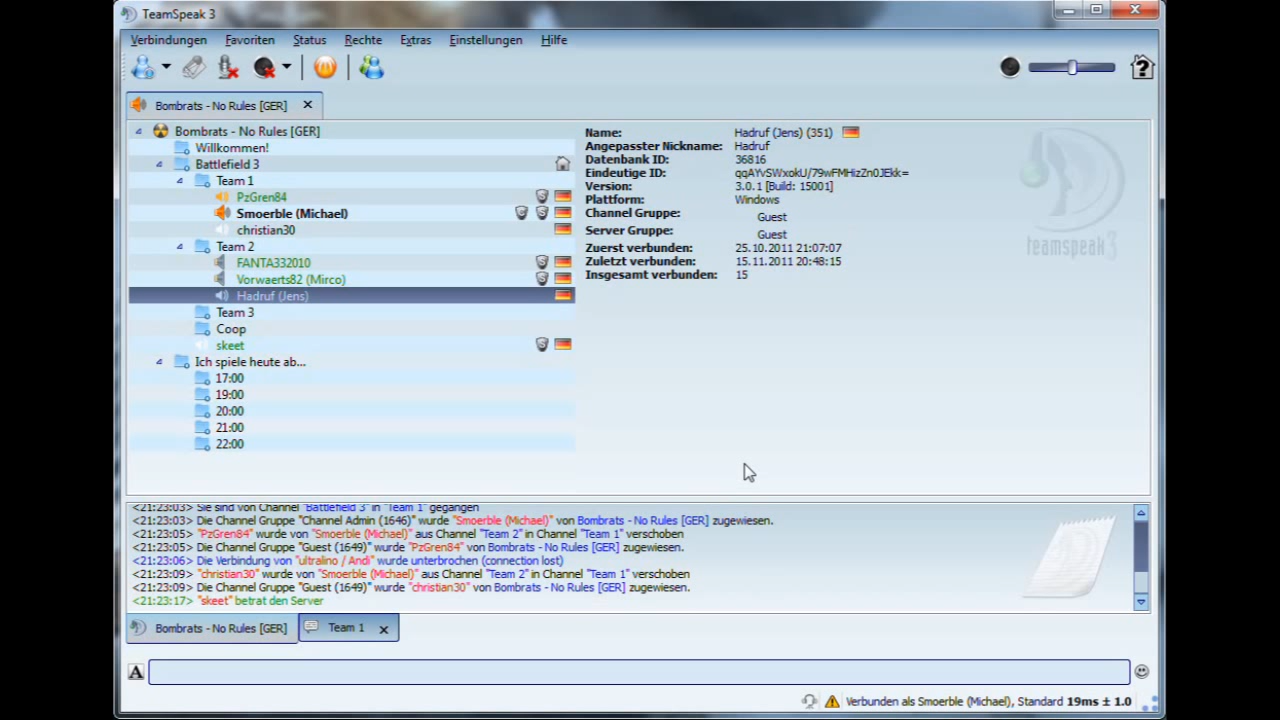 TeamSpeak 3
Verbindungen Favoriten Status Rechte Extras Einstellungen Hilfe
Bombrats - No Rules [GER]
Bombrats - No Rules [GER]
Willkommen!
Battlefield 3
Team 1
PzGren84
Smoerble (Michael)
christian30
Team 2
FANTA332010
Vorwaerts82 (Mirco)
Hadruf (Jens)
Team 3
Coop
skeet
Ich spiele heute ab...
17:00
19:00
20:00
21:00
22:00
Name: Hadruf (Jens) (351)
Angepasster Nickname: Hadruf
Datenbank ID: 36816
Eindeutige ID: qqAYvSWxokU/79wFMHizZn0JEkk=
Version: 3.0.1 [Build: 15001]
Plattform: Windows
Channel Gruppe: Guest
Server Gruppe: Guest
Zuerst verbunden: 25.10.2011 21:07:07
Zuletzt verbunden: 15.11.2011 20:48:15
Insgesamt verbunden: 15
teamspeak 3
<21:23:03> Sie sind von Channel "Battlefield 3" in "Team 1" gegangen
<21:23:03> Die Channel Gruppe "Channel Admin (1646)" wurde "Smoerble (Michael)" von Bombrats - No Rules [GER] zugewiesen.
<21:23:05> "PzGren84" wurde von "Smoerble (Michael)" aus Channel "Team 2" in Channel "Team 1" verschoben
<21:23:05> Die Channel Gruppe "Guest (1649)" wurde "PzGren84" von Bombrats - No Rules [GER] zugewiesen.
<21:23:06> Die Verbindung von "ultralino / Andi" wurde unterbrochen (connection lost)
<21:23:09> "christian30" wurde von "Smoerble (Michael)" aus Channel "Team 2" in Channel "Team 1" verschoben
<21:23:09> Die Channel Gruppe "Guest (1649)" wurde "christian30" von Bombrats - No Rules [GER] zugewiesen.
<21:23:17> "skeet" betrat den Server
Bombrats - No Rules [GER] Team 1
A
Verbunden als Smoerble (Michael), Standard 19ms ± 1.0